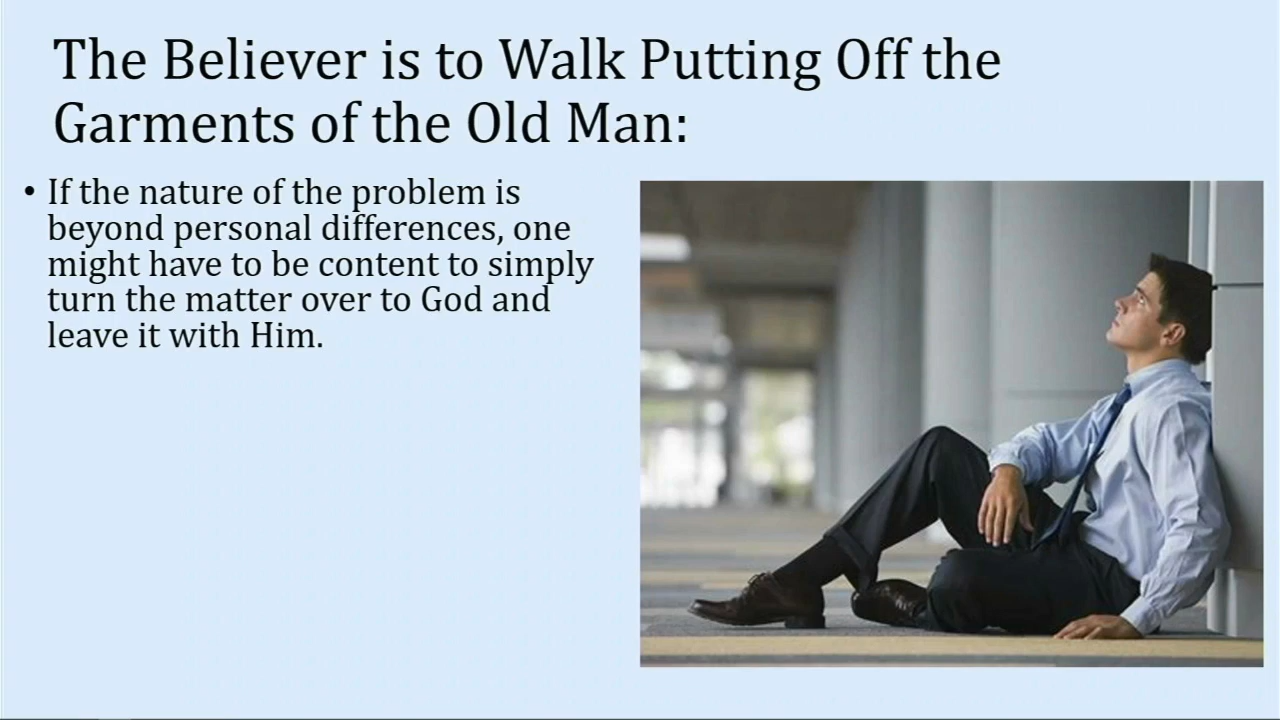 The Believer is to Walk Putting Off the
Garments of the Old Man:
• If the nature of the problem is
beyond personal differences, one
might have to be content to simply
turn the matter over to God and
leave it with Him.